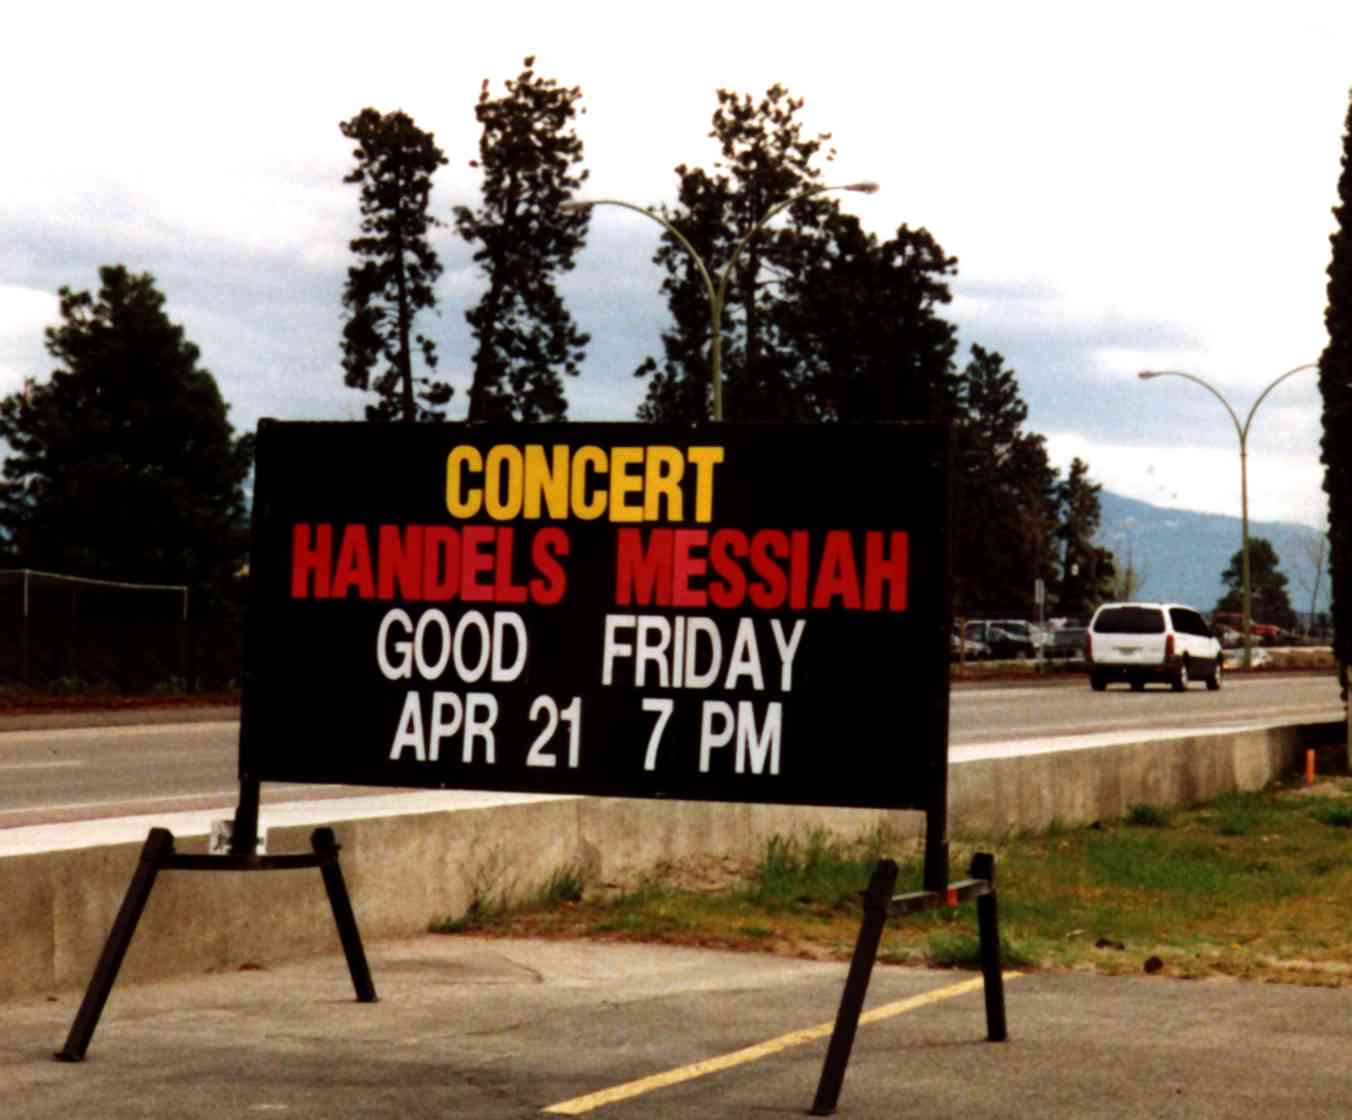 CONCERT
HANDELS MESSIAH
GOOD FRIDAY
APR 21 7 PM